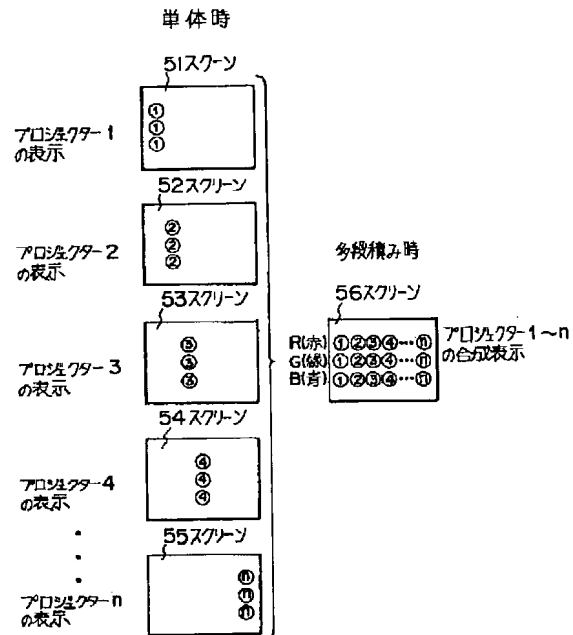 単体時
51スクーン
①
①
①
プロジェクター1
の表示
52スクリーン
②
②
②
プロジェクター2
の表示
53スクリーン
③
③
③
プロジェクター3
の表示
54スクリーン
④
④
④
プロジェクター4
の表示
55スクリーン
ⓝ
ⓝ
ⓝ
プロジェクターn
の表示
多段積み時
56スクリーン
R(赤) ①②③④…ⓝ
G(緑) ①②③④…ⓝ
B(青) ①②③④…ⓝ
プロジェクター1~n
の合成表示